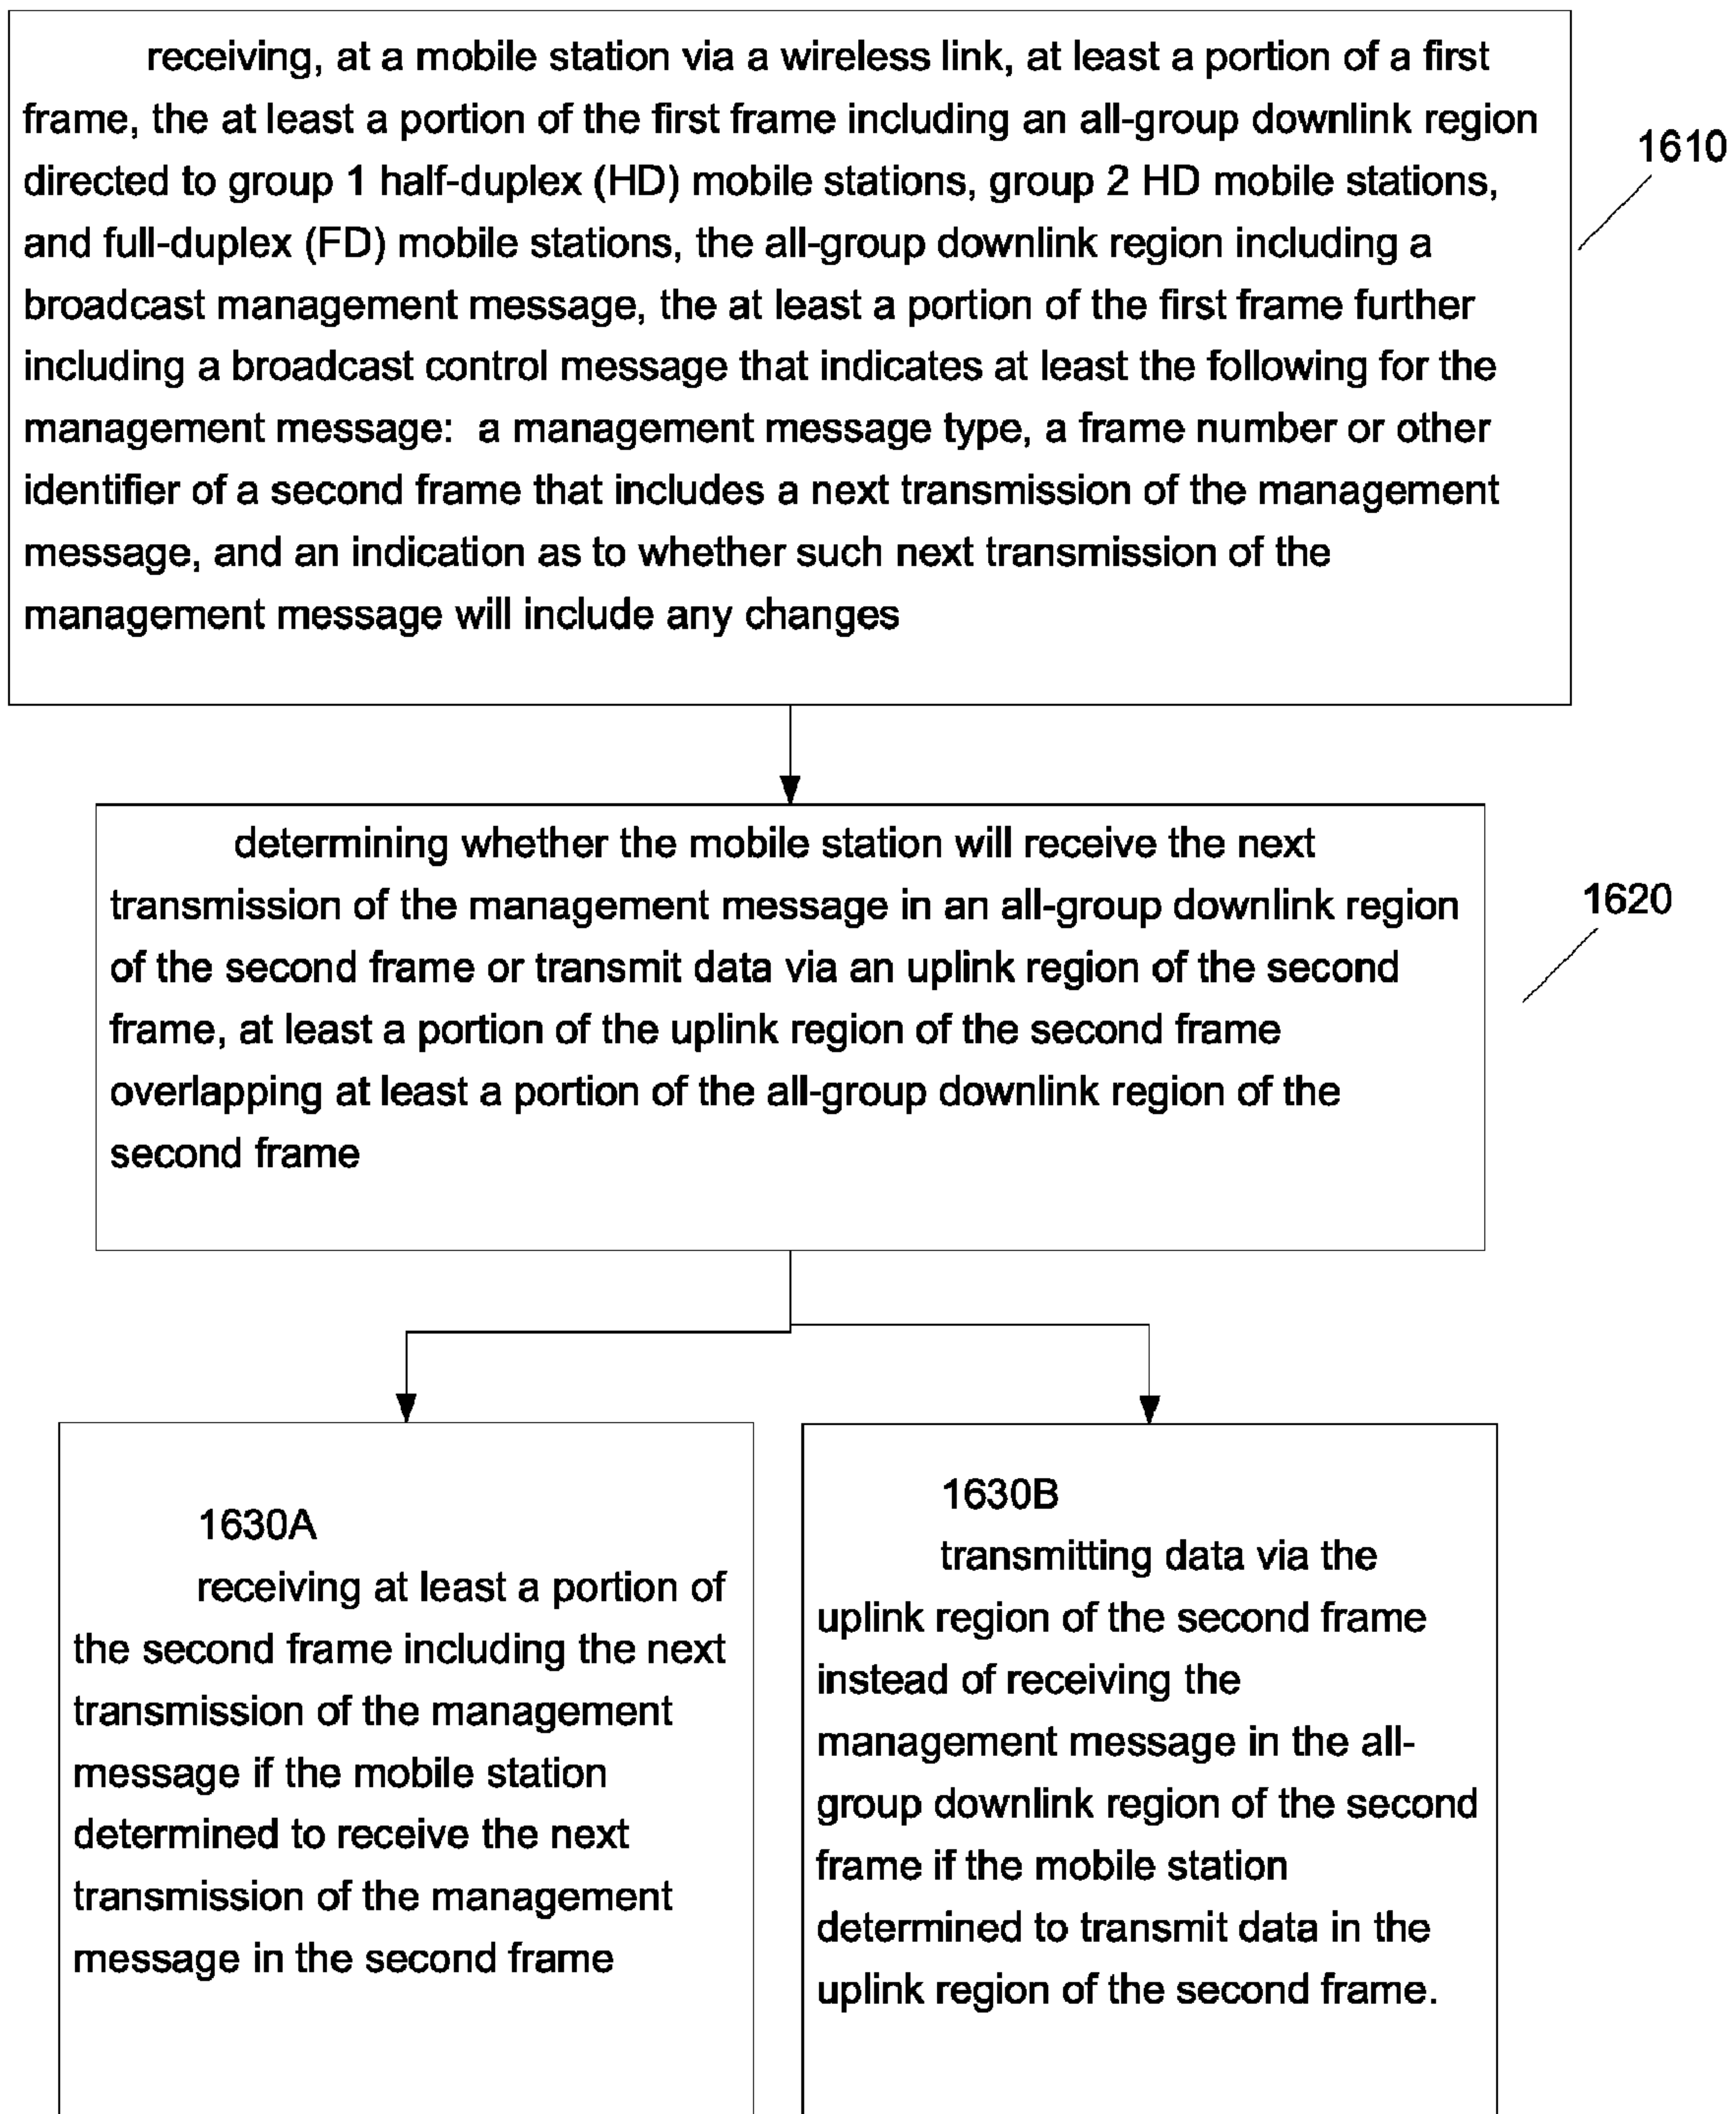 receiving, at a mobile station via a wireless link, at least a portion of a first
frame, the at least a portion of the first frame including an all-group downlink region
directed to group 1 half-duplex (HD) mobile stations, group 2 HD mobile stations,
and full-duplex (FD) mobile stations, the all-group downlink region including a
broadcast management message, the at least a portion of the first frame further
including a broadcast control message that indicates at least the following for the
management message: a management message type, a frame number or other
identifier of a second frame that includes a next transmission of the management
message, and an indication as to whether such next transmission of the
management message will include any changes
1610
determining whether the mobile station will receive the next
transmission of the management message in an all-group downlink region
of the second frame or transmit data via an uplink region of the second
frame, at least a portion of the uplink region of the second frame
overlapping at least a portion of the all-group downlink region of the
second frame
1620
1630A
receiving at least a portion of
the second frame including the next
transmission of the management
message if the mobile station
determined to receive the next
transmission of the management
message in the second frame
1630B
transmitting data via the
uplink region of the second frame
instead of receiving the
management message in the all-
group downlink region of the second
frame if the mobile station
determined to transmit data in the
uplink region of the second frame.